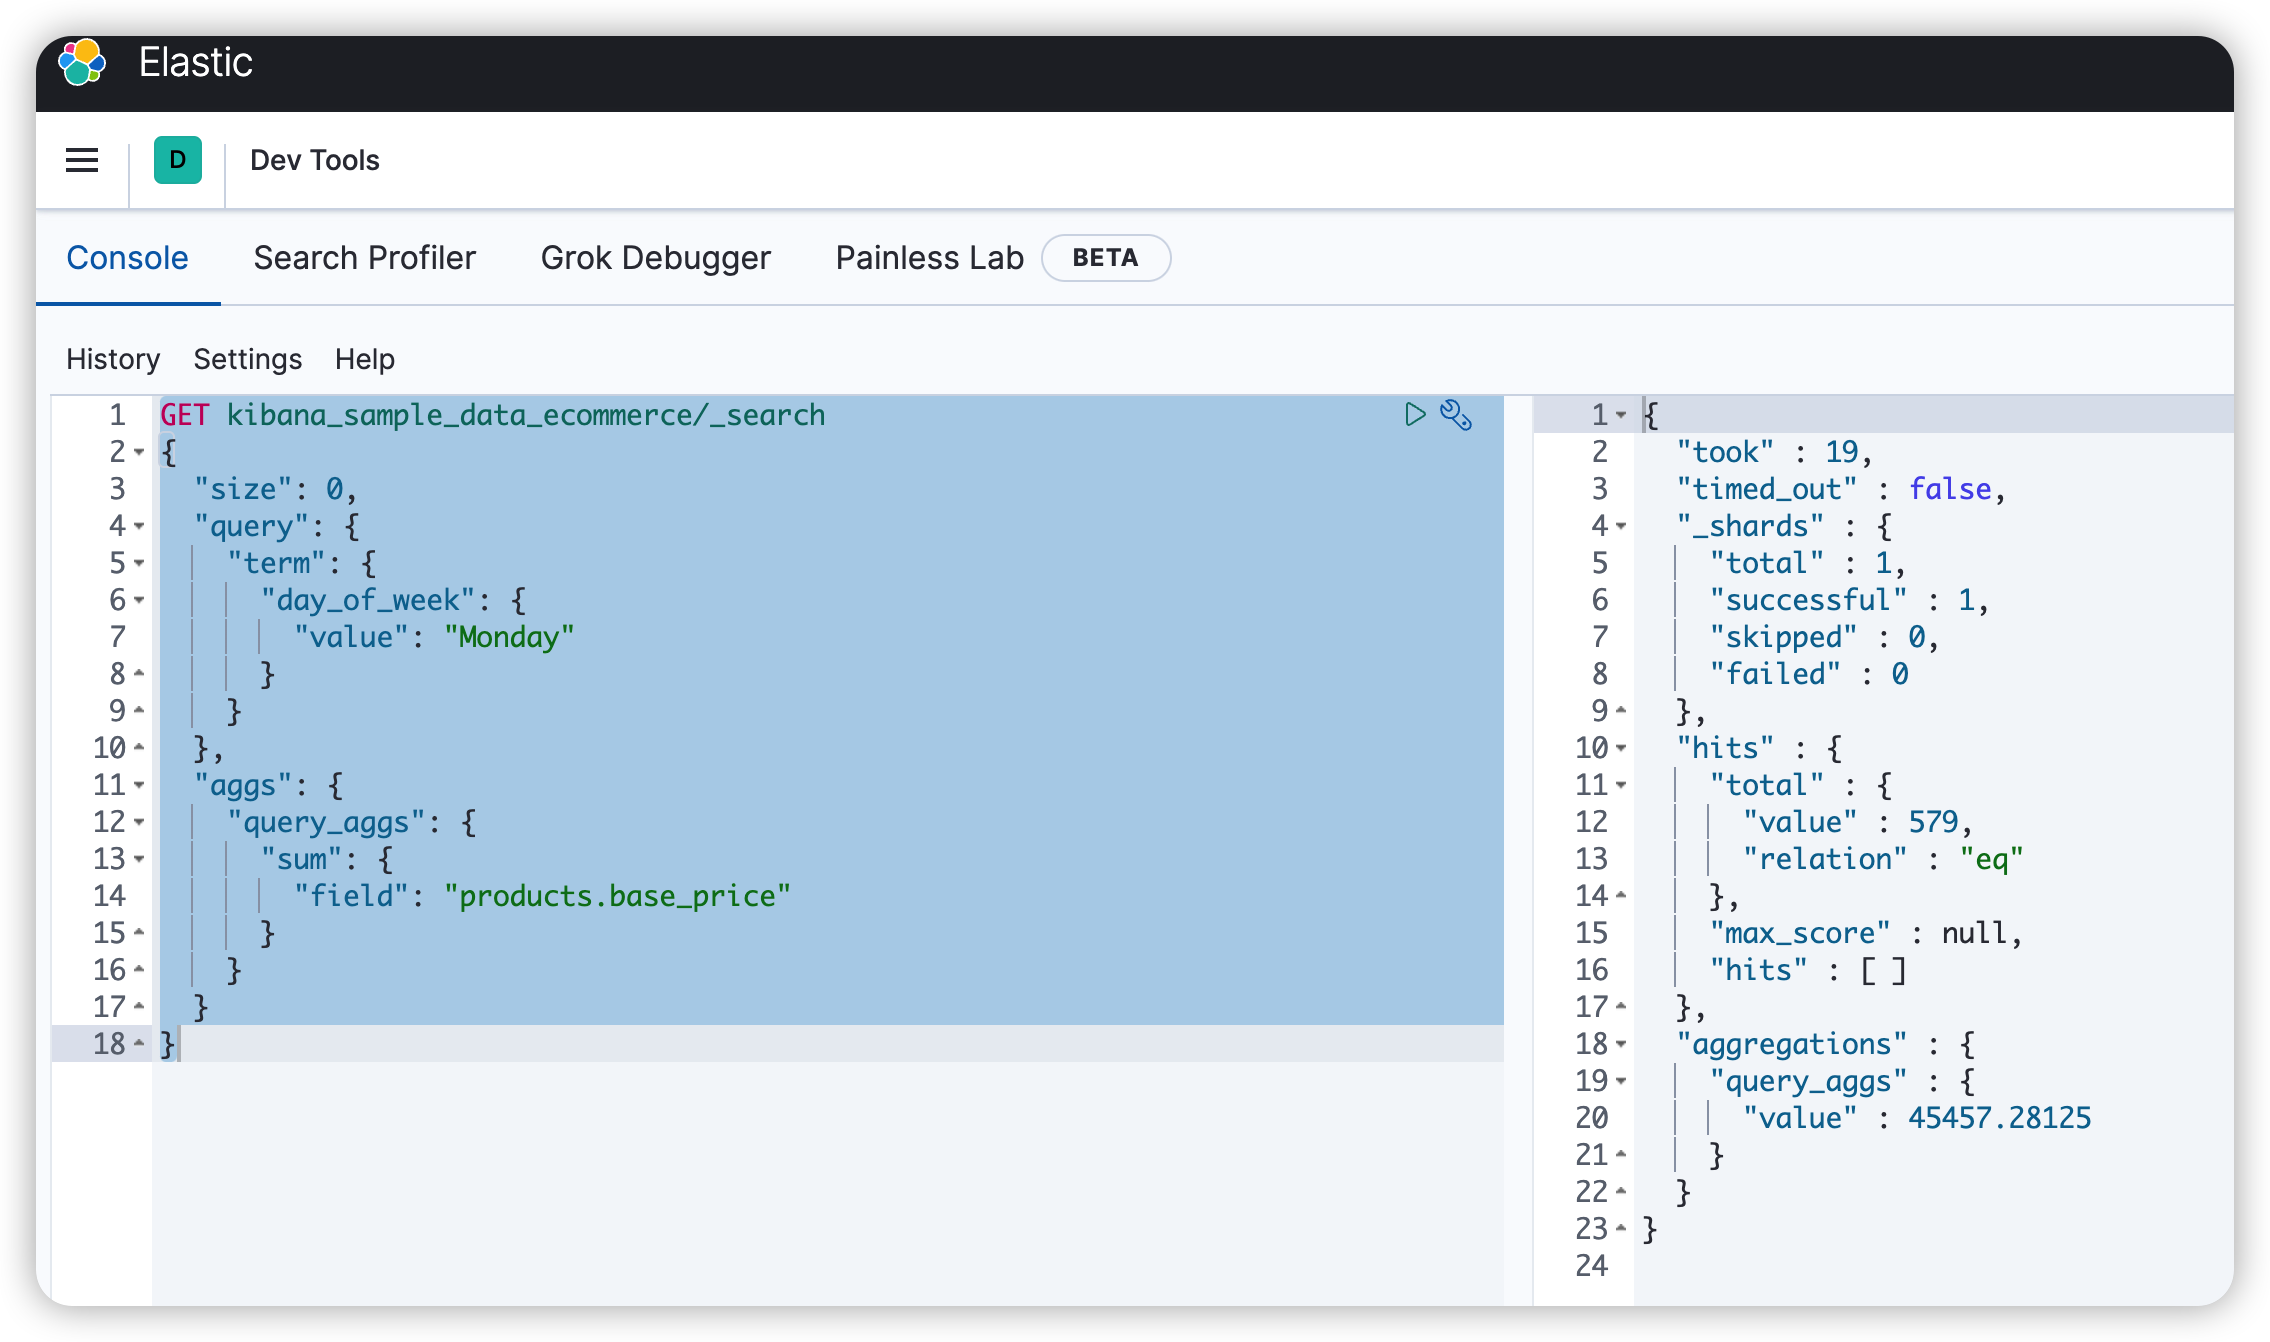 Elastic
D
Dev Tools
Console Search Profiler Grok Debugger Painless Lab BETA
History Settings Help
1 GET kibana_sample_data_ecommerce/_search
2 {
3   "size": 0,
4   "query": {
5     "term": {
6       "day_of_week": {
7         "value": "Monday"
8       }
9     }
10   },
11   "aggs": {
12     "query_aggs": {
13       "sum": {
14         "field": "products.base_price"
15       }
16     }
17   }
18 }
1 {
2   "took" : 19,
3   "timed_out" : false,
4   "_shards" : {
5     "total" : 1,
6     "successful" : 1,
7     "skipped" : 0,
8     "failed" : 0
9   },
10   "hits" : {
11     "total" : {
12       "value" : 579,
13       "relation" : "eq"
14     },
15     "max_score" : null,
16     "hits" : [ ]
17   },
18   "aggregations" : {
19     "query_aggs" : {
20       "value" : 45457.28125
21     }
22   }
23 }
24